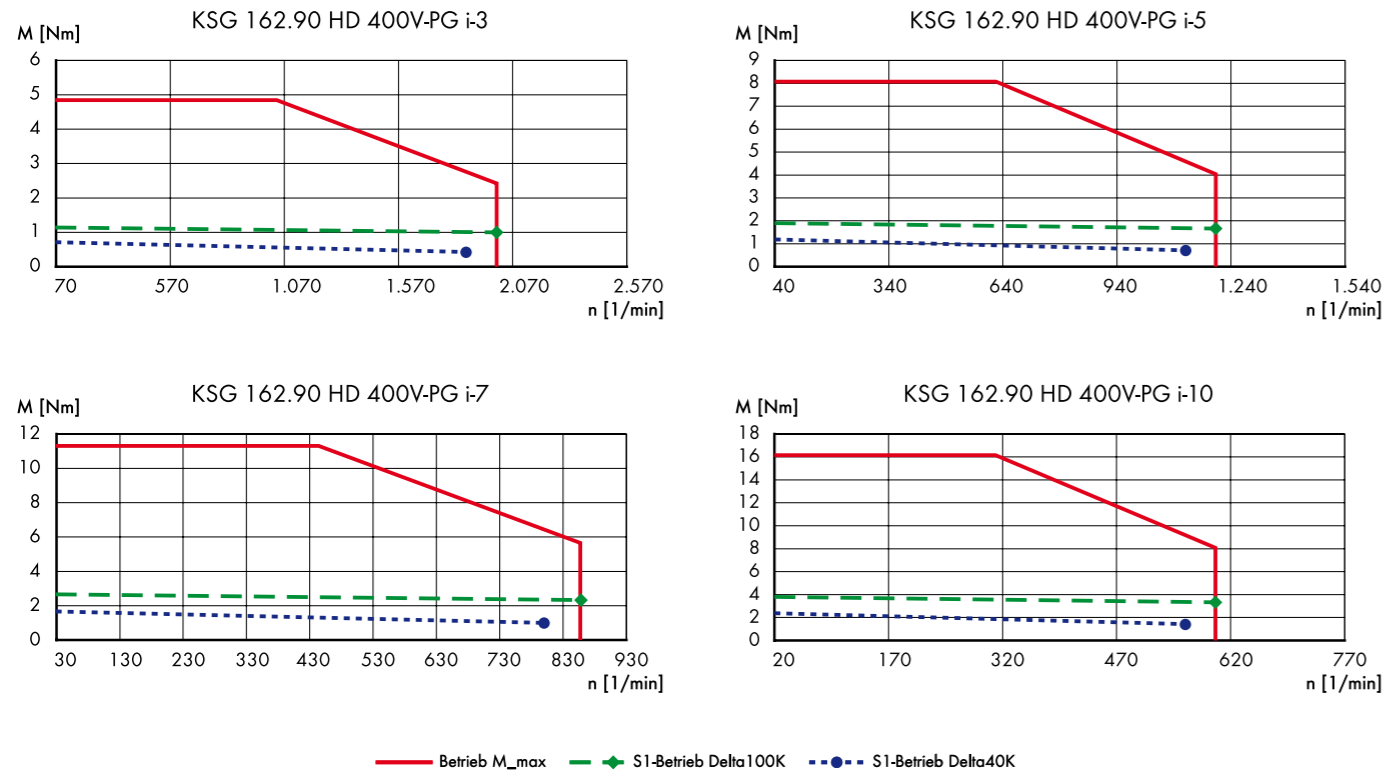 KSG 162.90 HD 400V-PG i-3
M [Nm]
6
5
4
3
2
1
0
70 570 1.070 1.570 2.070 2.570
n [1/min]
KSG 162.90 HD 400V-PG i-5
M [Nm]
9
8
7
6
5
4
3
2
1
0
40 340 640 940 1.240 1.540
n [1/min]
KSG 162.90 HD 400V-PG i-7
M [Nm]
12
10
8
6
4
2
0
30 130 230 330 430 530 630 730 830 930
n [1/min]
KSG 162.90 HD 400V-PG i-10
M [Nm]
18
16
14
12
10
8
6
4
2
0
20 170 320 470 620 770
n [1/min]
Betrieb M_max S1-Betrieb Delta100K S1-Betrieb Delta40K